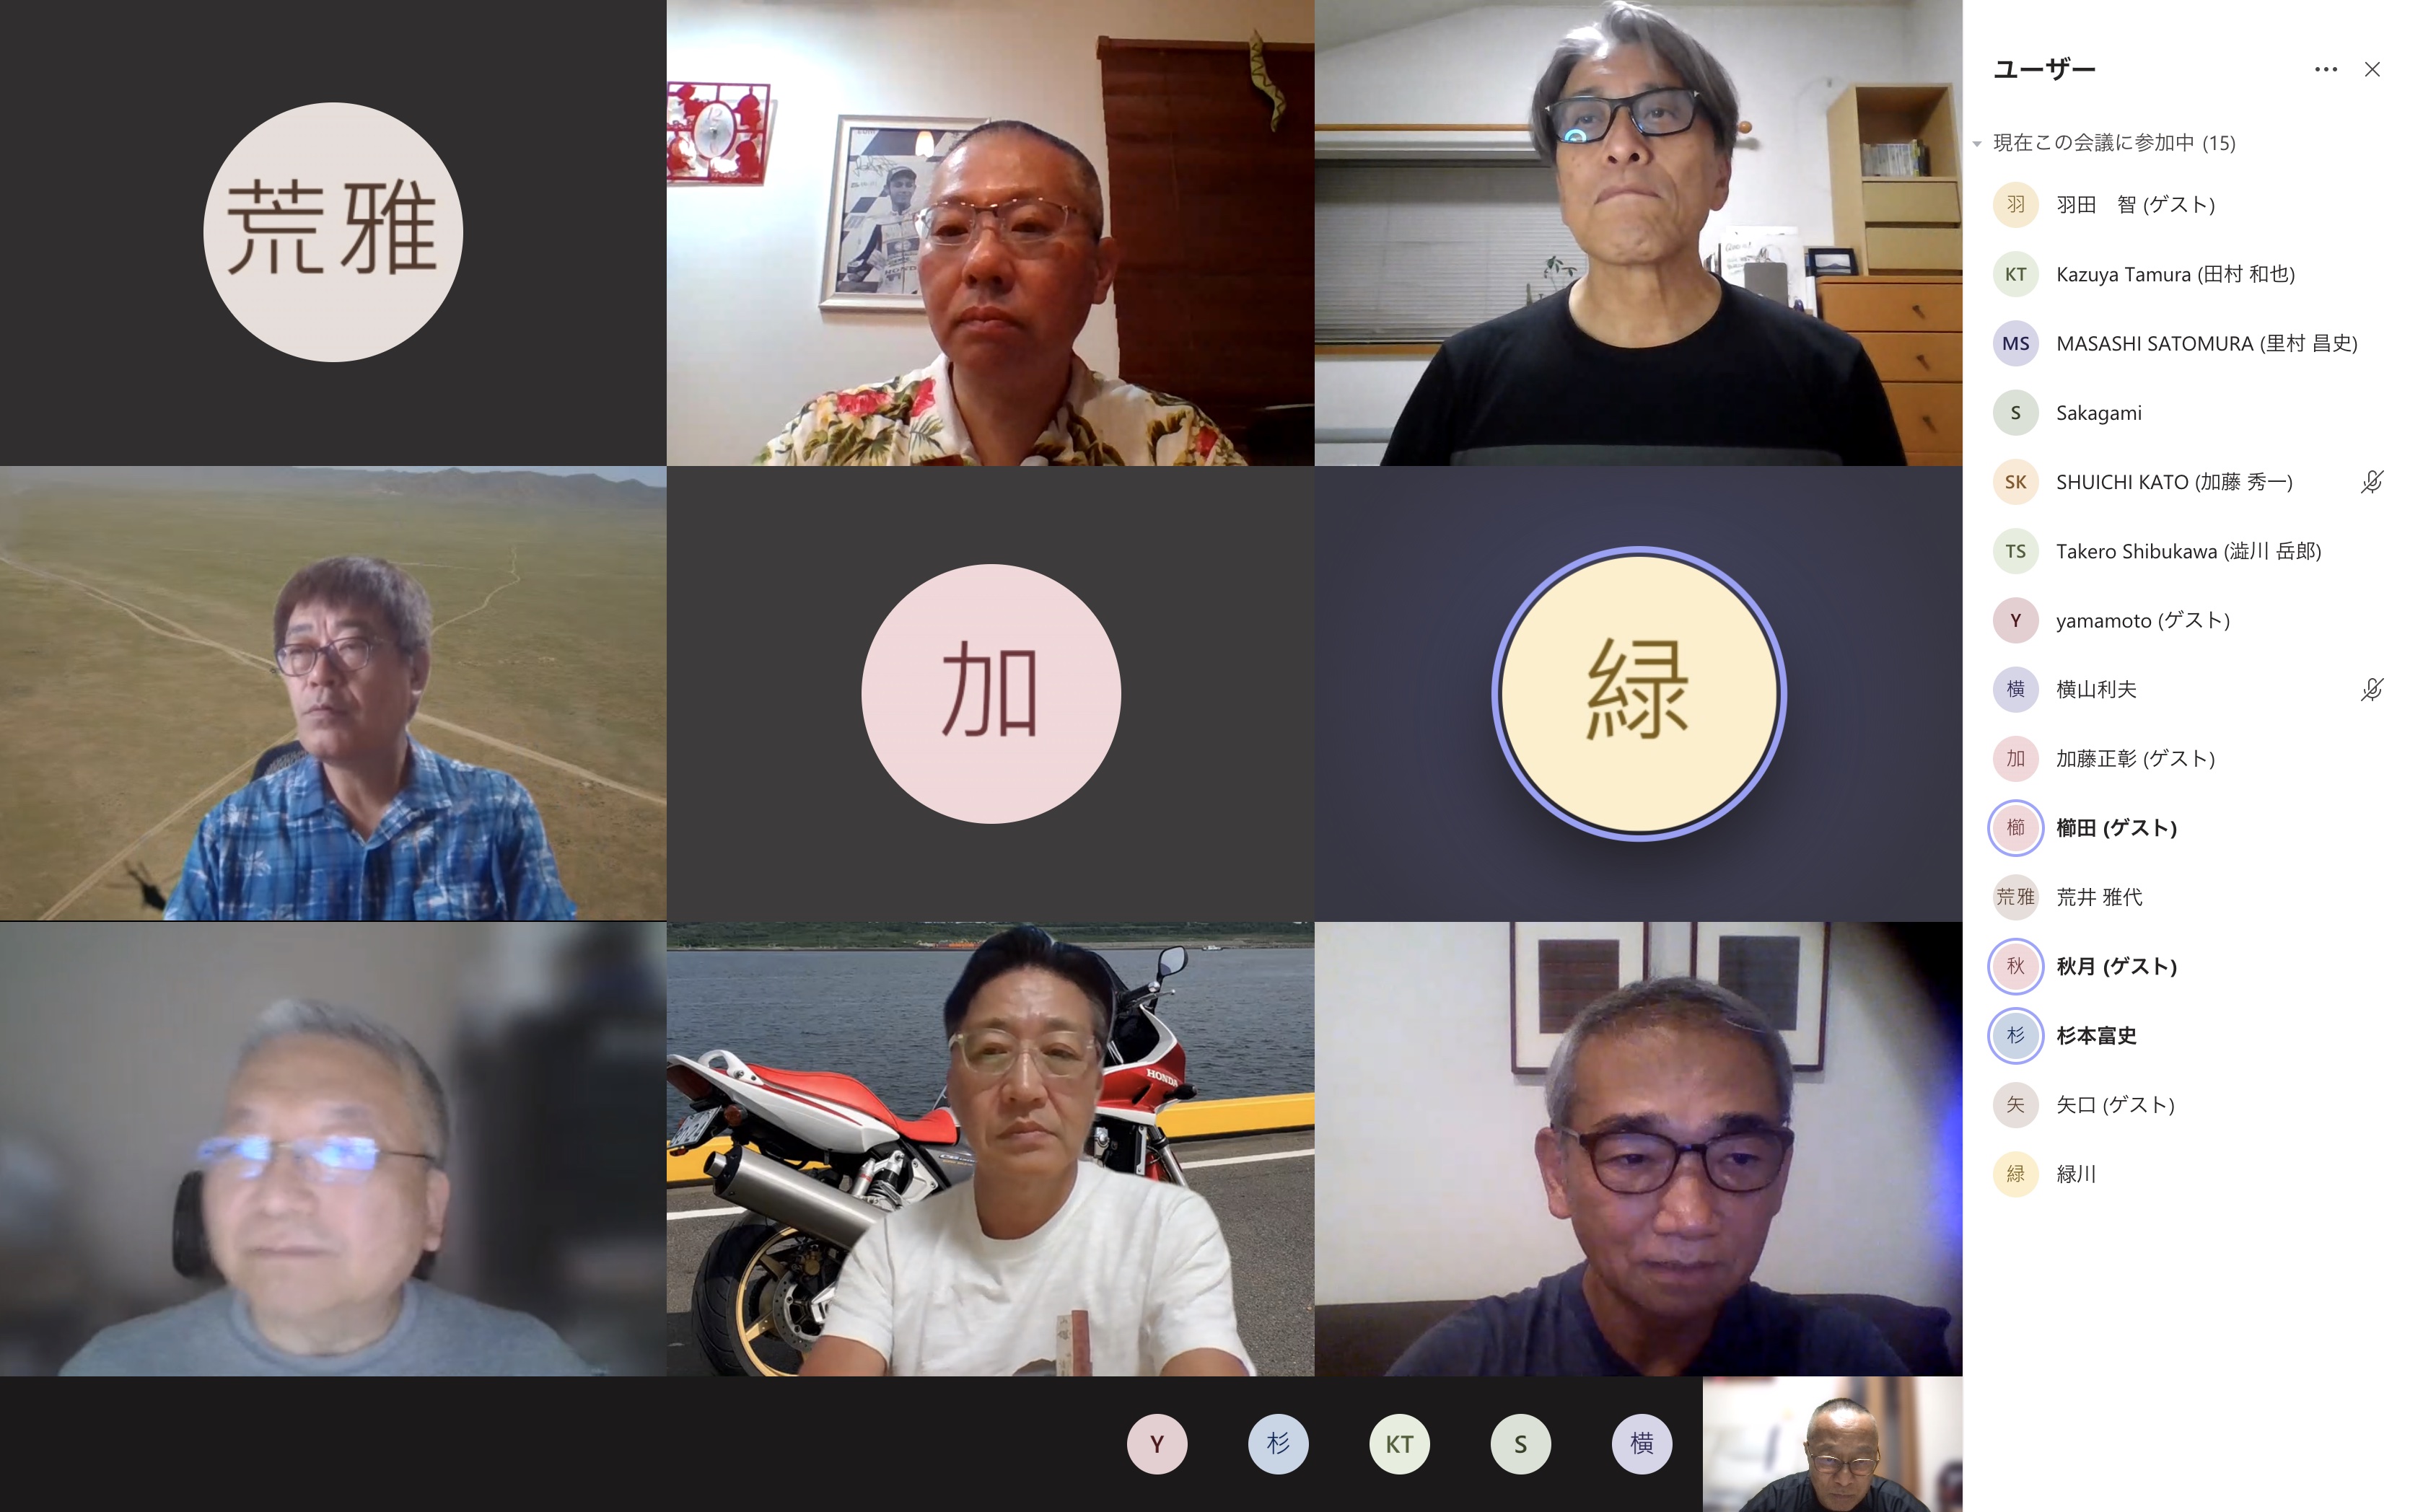 荒雅
HONDA
加
緑
HONDA
Y
杉
KT
S
横
ユーザー
現在この会議に参加中 (15)
羽 羽田　智 (ゲスト)
KT Kazuya Tamura (田村 和也)
MS MASASHI SATOMURA (里村 昌史)
S Sakagami
SK SHUICHI KATO (加藤 秀一)
TS Takero Shibukawa (澁川 岳郎)
Y yamamoto (ゲスト)
横 横山利夫
加 加藤正彰 (ゲスト)
櫛 櫛田 (ゲスト)
荒雅 荒井 雅代
秋 秋月 (ゲスト)
杉 杉本富史
矢 矢口 (ゲスト)
緑 緑川